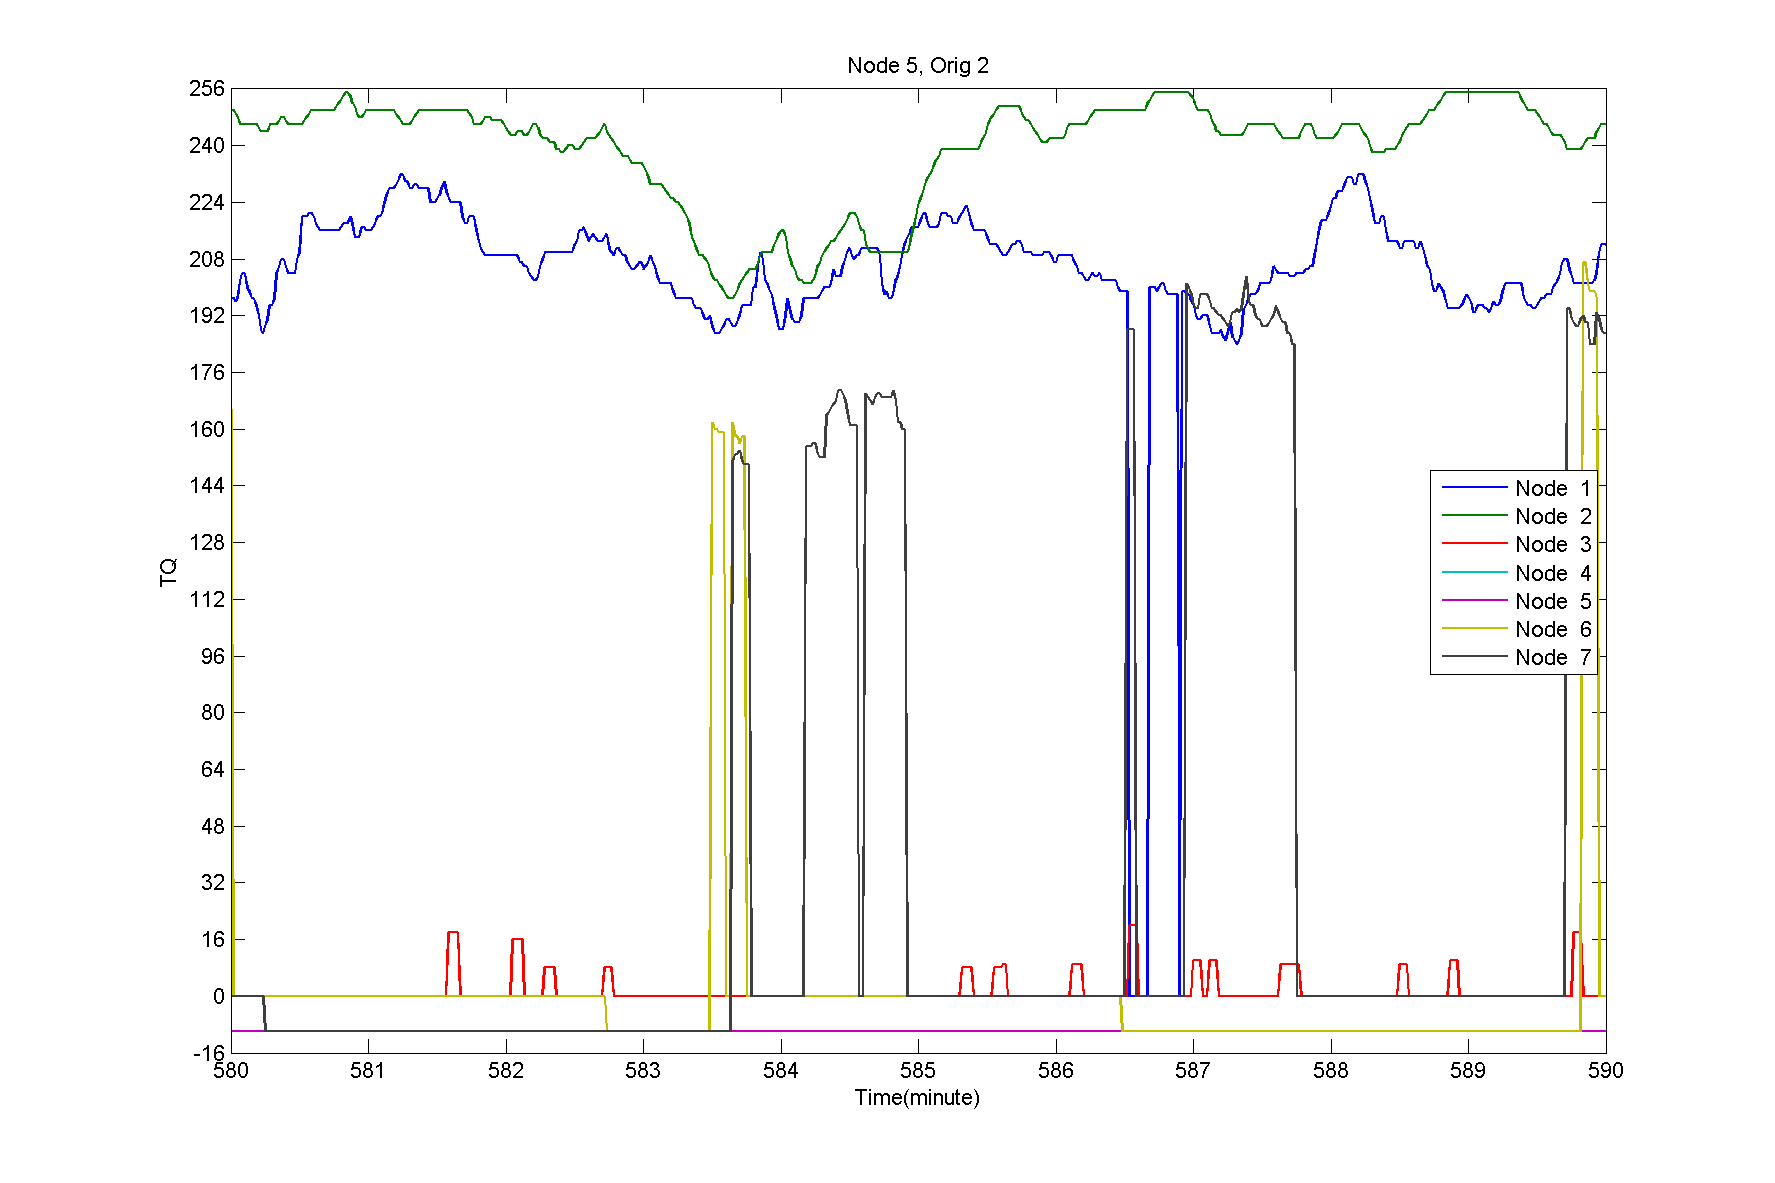 Node 5, Orig 2
256
240
224
208
192
176
160
144
128
112
96
80
64
48
32
16
0
-16
TQ
580 581 582 583 584 585 586 587 588 589 590
Time(minute)
Node 1
Node 2
Node 3
Node 4
Node 5
Node 6
Node 7